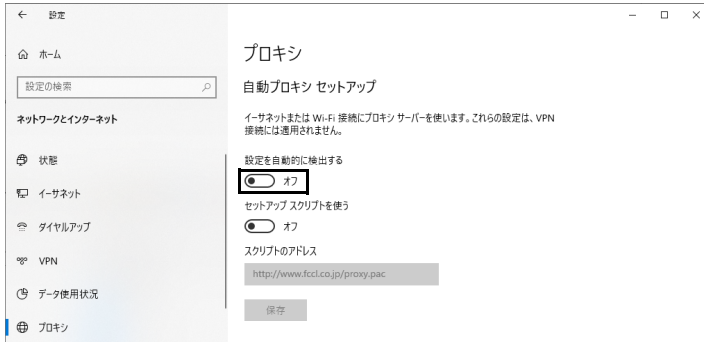 設定
ホーム
設定の検索
ネットワークとインターネット
状態
イーサネット
ダイヤルアップ
VPN
データ使用状況
プロキシ
プロキシ
自動プロキシ セットアップ
イーサネットまたは Wi-Fi 接続にプロキシ サーバーを使います。これらの設定は、VPN
接続には適用されません。
設定を自動的に検出する
オフ
セットアップ スクリプトを使う
オフ
スクリプトのアドレス
http://www.fccl.co.jp/proxy.pac
保存